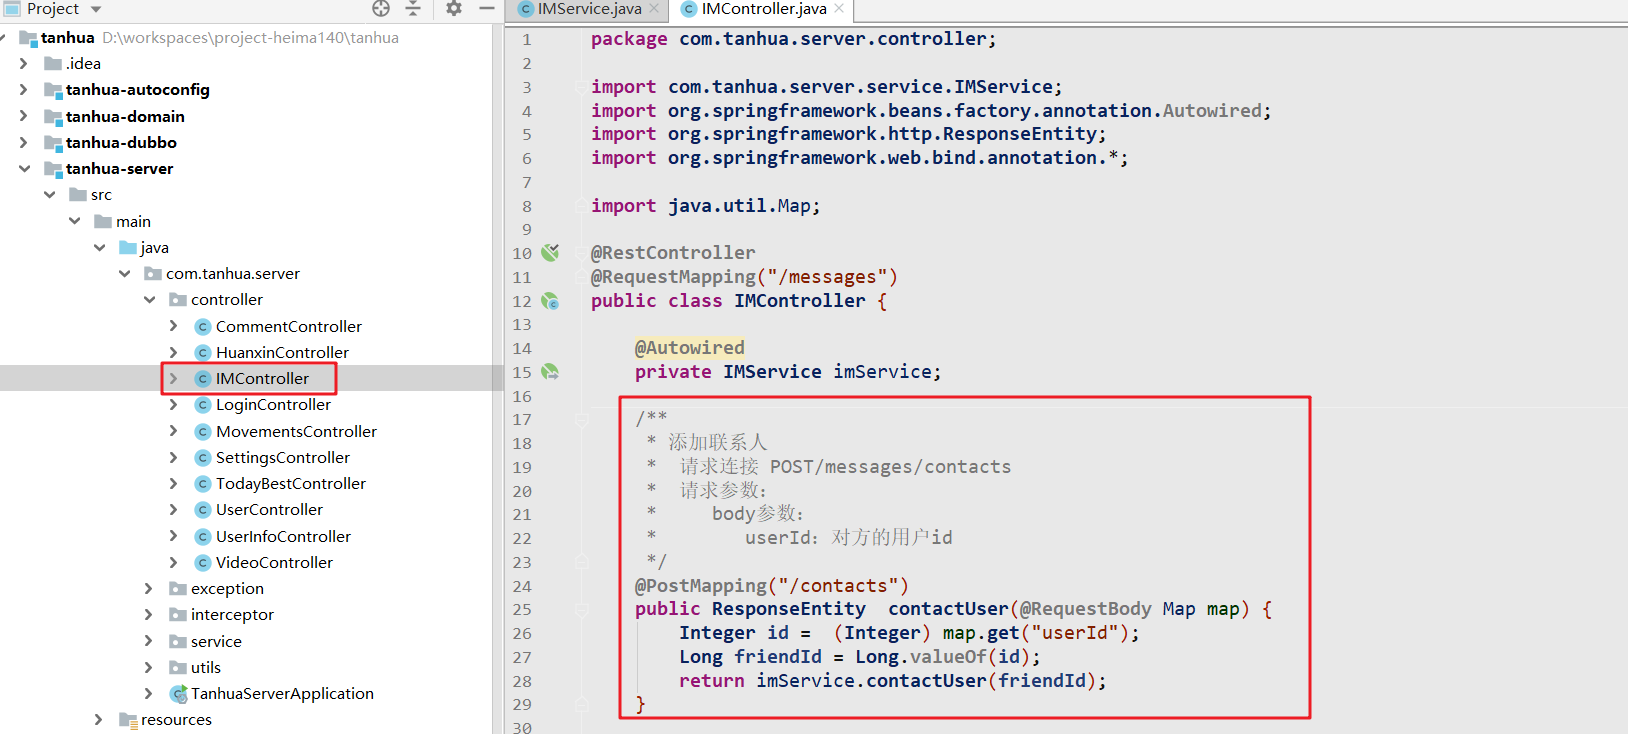 Project
tanhua D:\workspaces\project-heima140\tanhua
.idea
tanhua-autoconfig
tanhua-domain
tanhua-dubbo
tanhua-server
src
main
java
com.tanhua.server
controller
CommentController
HuanxinController
IMController
LoginController
MovementsController
SettingsController
TodayBestController
UserController
UserInfoController
VideoController
exception
interceptor
service
utils
TanhuaServerApplication
resources
IMService.java IMController.java
1 package com.tanhua.server.controller;
2
3 import com.tanhua.server.service.IMService;
4 import org.springframework.beans.factory.annotation.Autowired;
5 import org.springframework.http.ResponseEntity;
6 import org.springframework.web.bind.annotation.*;
7
8 import java.util.Map;
9
10 @RestController
11 @RequestMapping("/messages")
12 public class IMController {
13
14 @Autowired
15 private IMService imService;
16
17 /**
18 * 添加联系人
19 * 请求连接 POST/messages/contacts
20 * 请求参数：
21 * body参数：
22 * userId：对方的用户id
23 */
24 @PostMapping("/contacts")
25 public ResponseEntity contactUser(@RequestBody Map map) {
26 Integer id = (Integer) map.get("userId");
27 Long friendId = Long.valueOf(id);
28 return imService.contactUser(friendId);
29 }
30